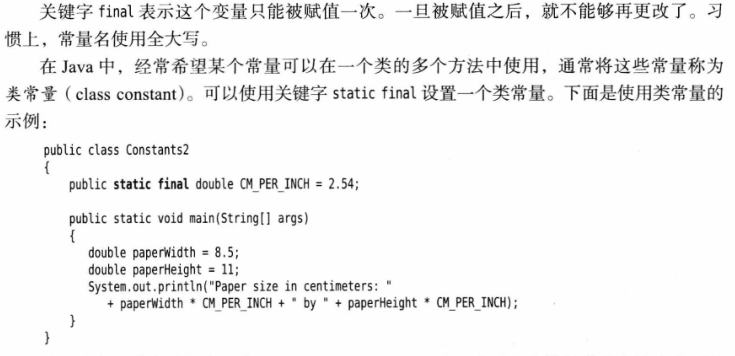 关键字 final 表示这个变量只能被赋值一次。一旦被赋值之后，就不能够再更改了。习
惯上，常量名使用全大写。
在 Java 中，经常希望某个常量可以在一个类的多个方法中使用，通常将这些常量称为
类常量（class constant）。可以使用关键字 static final 设置一个类常量。下面是使用类常量的
示例：
public class Constants2
{
public static final double CM_PER_INCH = 2.54;
public static void main(String[] args)
{
double paperWidth = 8.5;
double paperHeight = 11;
System.out.println("Paper size in centimeters: "
+ paperWidth * CM_PER_INCH + " by " + paperHeight * CM_PER_INCH);
}
}